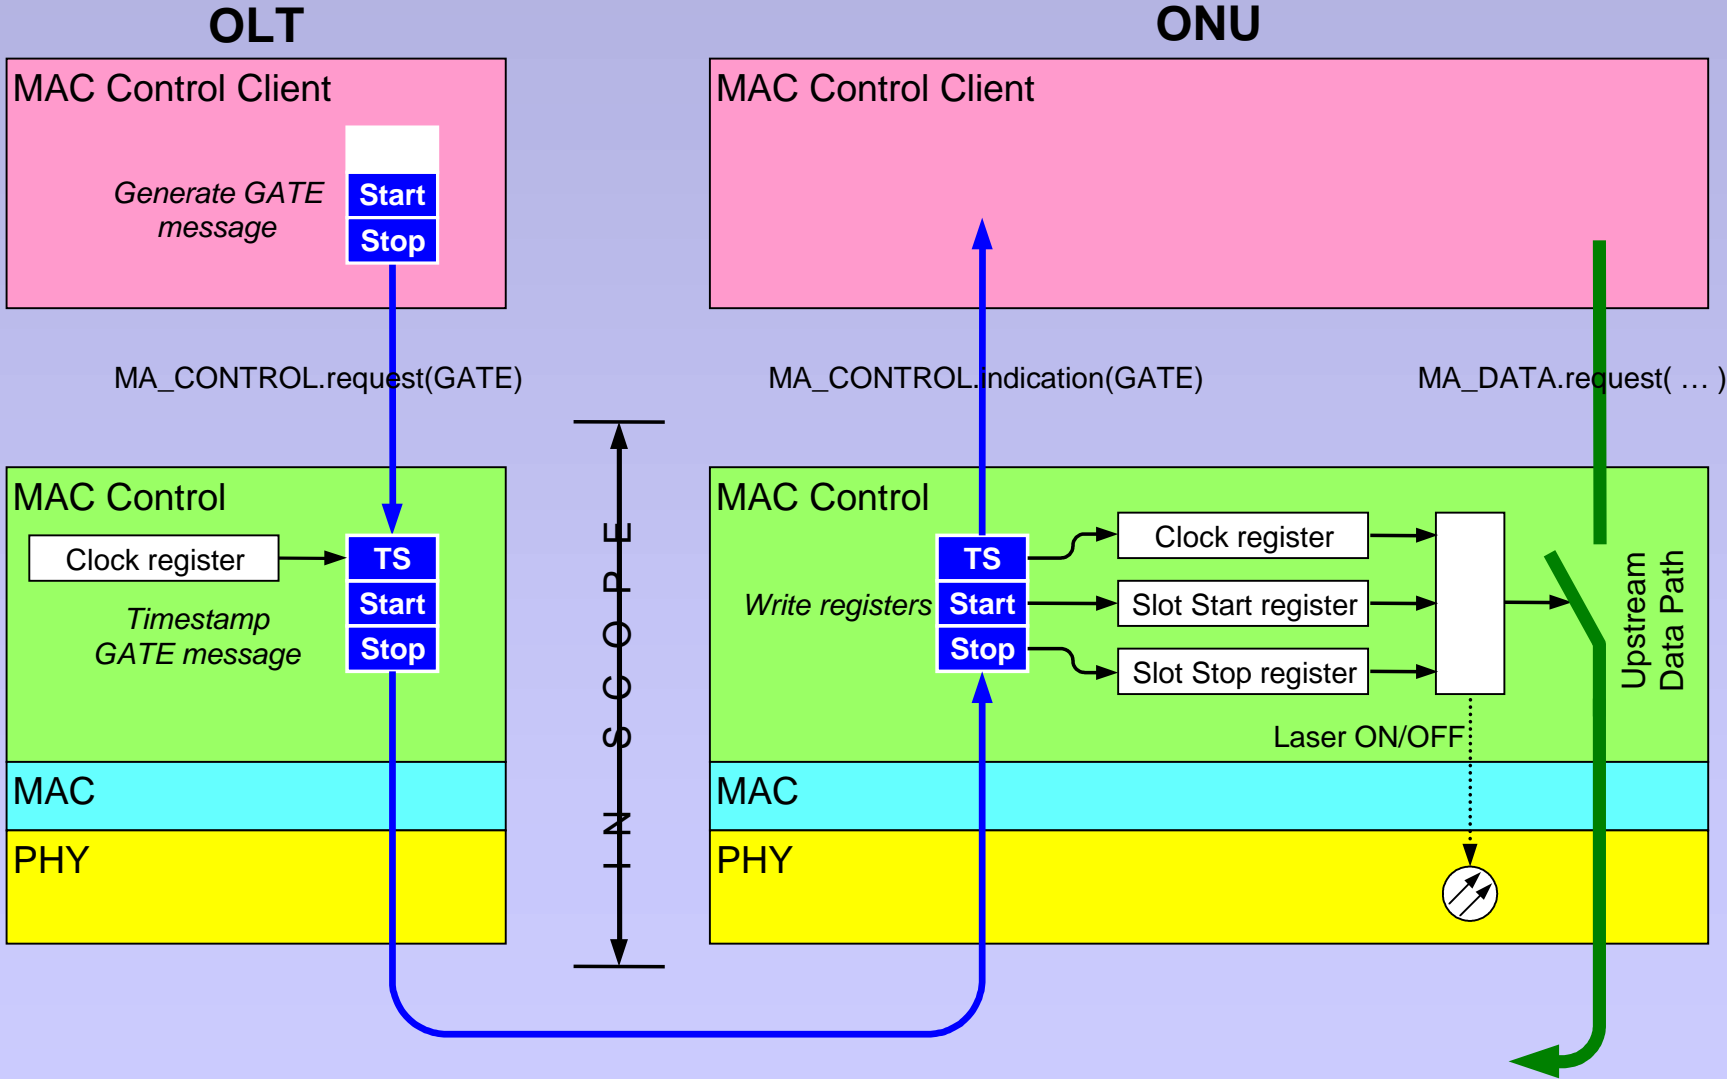 OLT
ONU
MAC Control Client
Generate GATE
message
Start
Stop
MAC Control Client
MA_CONTROL.request(GATE)
MA_CONTROL.indication(GATE)
MA_DATA.request( … )
IN SCOPE
MAC Control
Clock register
TS
Start
Stop
Timestamp
GATE message
MAC
PHY
MAC Control
Write registers
TS
Start
Stop
Clock register
Slot Start register
Slot Stop register
Laser ON/OFF
Upstream
Data Path
MAC
PHY